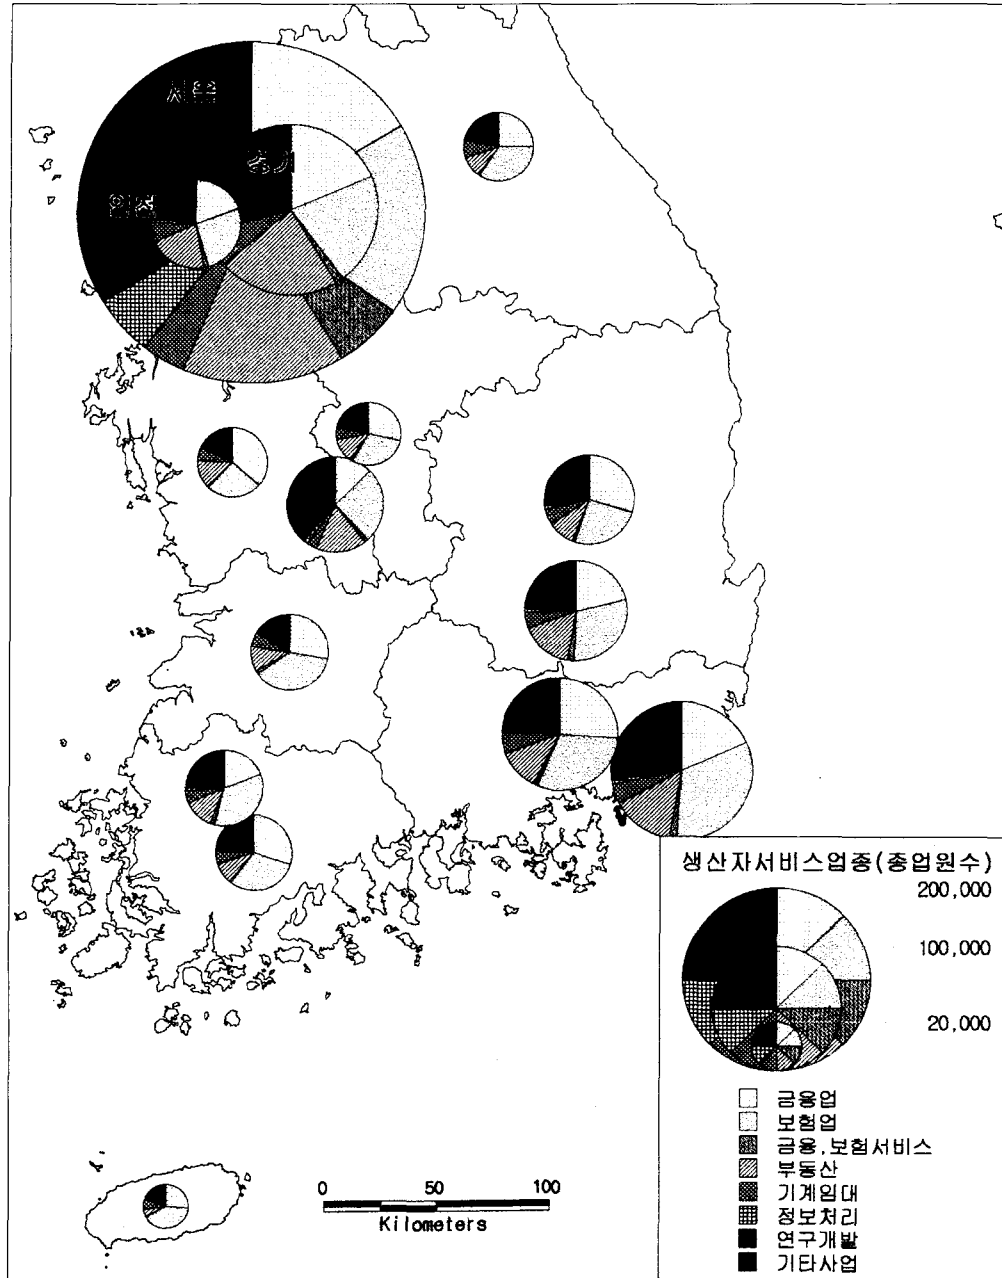 서울
경기
인천
생산자서비스업종(종업원수)
200,000
100,000
20,000
금융업
보험업
금융.보험서비스
부동산
기계임대
정보처리
연구개발
기타사업
0 50 100
Kilometers